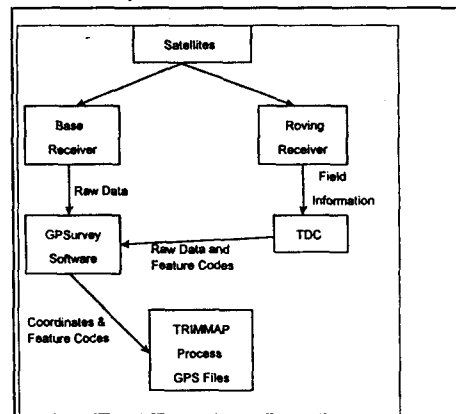 Satellites
Base
Receiver
Roving
Receiver
Raw Data
Field
Information
GPSurvey
Software
TDC
Raw Data and
Feature Codes
Coordinates &
Feature Codes
TRIMMAP
Process
GPS Files